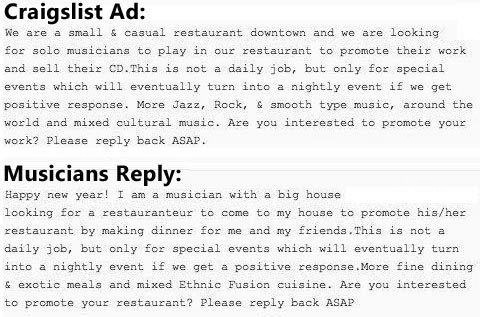 Craigslist Ad:
We are a small & casual restaurant downtown and we are looking
for solo musicians to play in our restaurant to promote their work
and sell their CD.This is not a daily job, but only for special
events which will eventually turn into a nightly event if we get
positive response. More Jazz, Rock, & smooth type music, around the
world and mixed cultural music. Are you interested to promote your
work? Please reply back ASAP.
Musicians Reply:
Happy new year! I am a musician with a big house
looking for a restauranteur to come to my house to promote his/her
restaurant by making dinner for me and my friends.This is not a
daily job, but only for special events which will eventually turn
into a nightly event if we get a positive response.More fine dining
& exotic meals and mixed Ethnic Fusion cuisine. Are you interested
to promote your restaurant? Please reply back ASAP